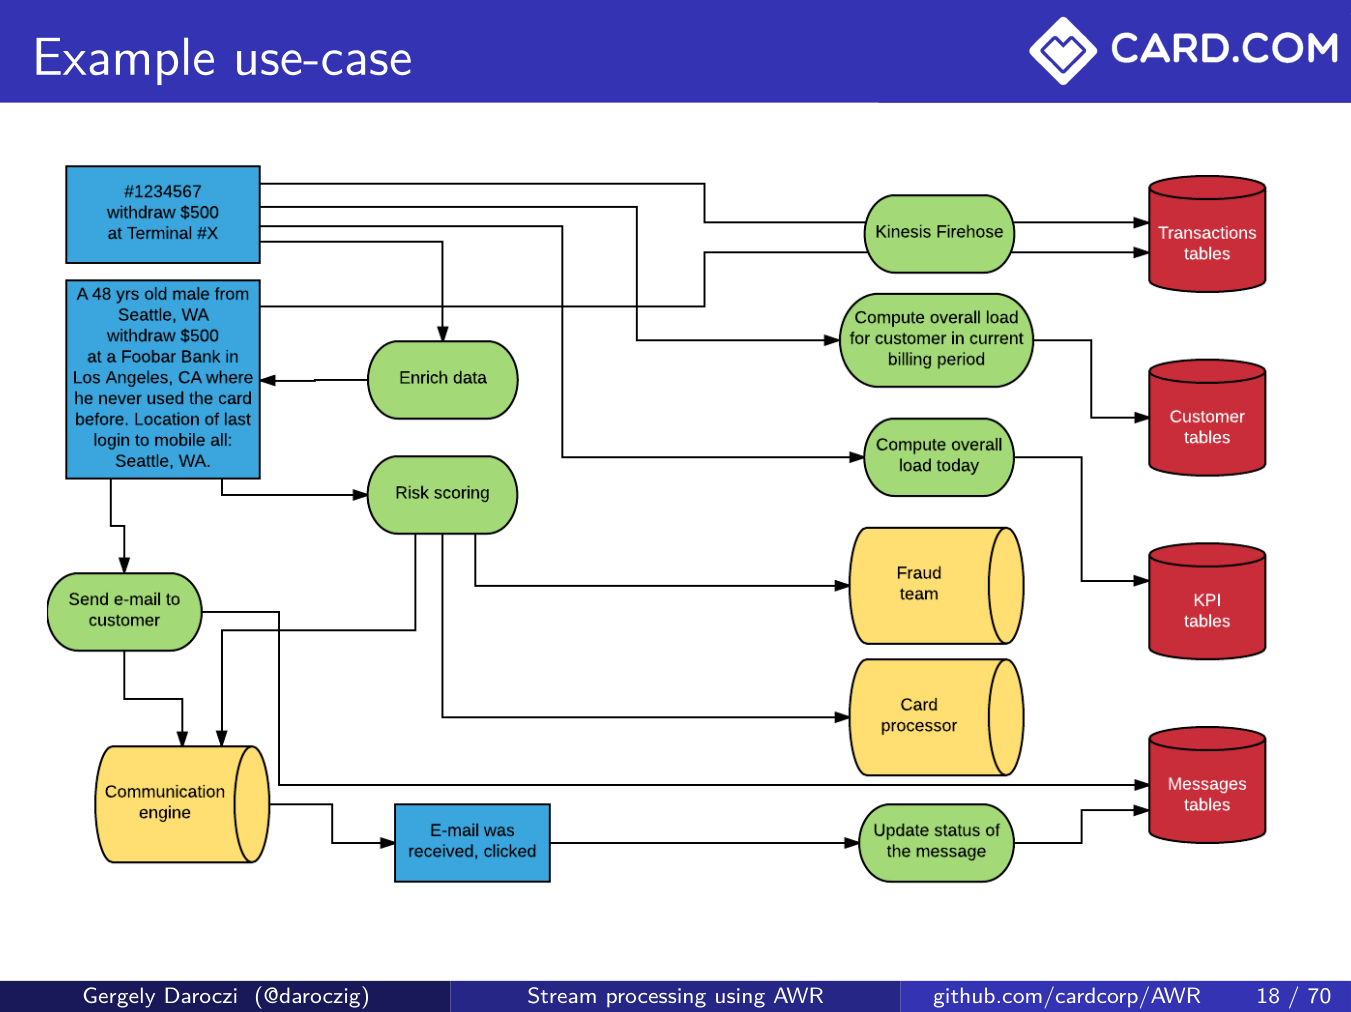 Example use-case
CARD.COM
#1234567
withdraw $500
at Terminal #X
Kinesis Firehose
Transactions
tables
A 48 yrs old male from
Seattle, WA
withdraw $500
at a Foobar Bank in
Los Angeles, CA where
he never used the card
before. Location of last
login to mobile all:
Seattle, WA.
Enrich data
Compute overall load
for customer in current
billing period
Customer
tables
Compute overall
load today
Risk scoring
Fraud
team
KPI
tables
Send e-mail to
customer
Card
processor
Communication
engine
E-mail was
received, clicked
Update status of
the message
Messages
tables
Gergely Daroczi (@daroczig)
Stream processing using AWR
github.com/cardcorp/AWR
18 / 70